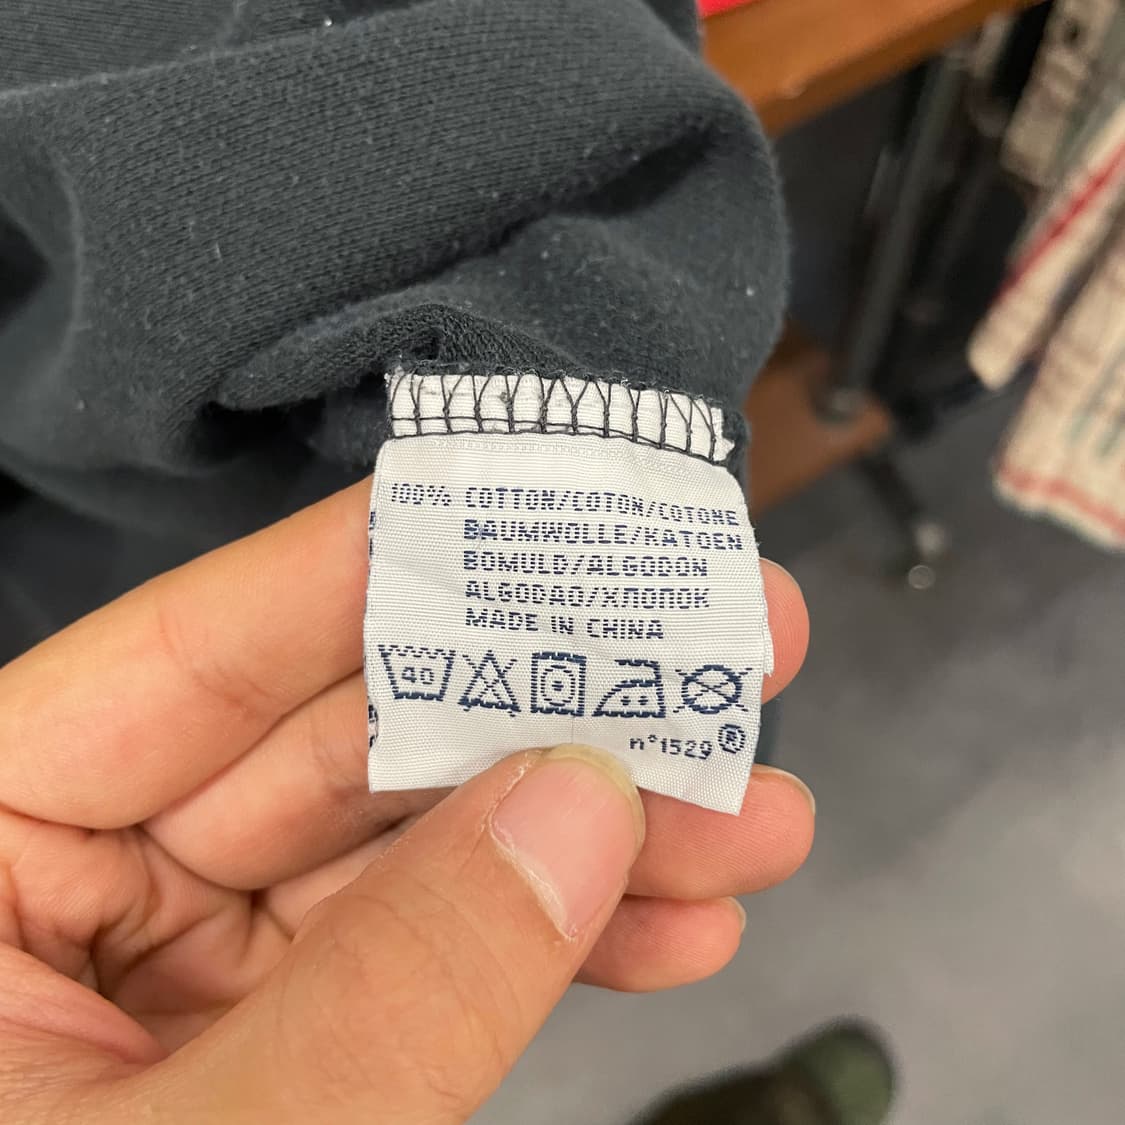 100% COTTON/COTON/COTONE
BAUMWOLLE/KATOEN
BOMULD/ALGODON
ALGODAO/ХЛОПОК
MADE IN CHINA
40
n°1529 ®